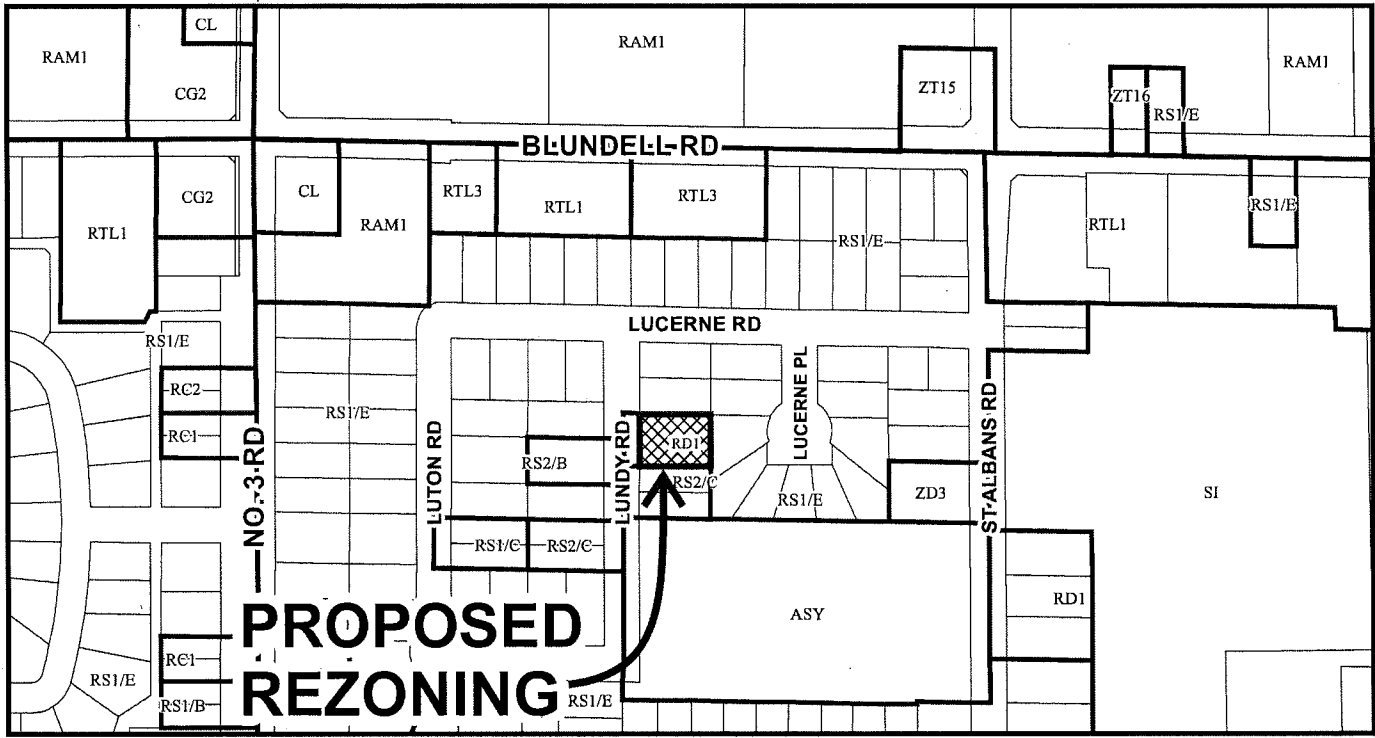 CL
RAM1
RAM1
RAM1
CG2
ZT15
ZT16
RS1/E
BLUNDELL RD
CG2
CL
RTL3
RTL1
RTL3
RTL1
RAM1
RS1/E
RTL1
RS1/E
LUCERNE RD
RS1/E
RC2
RC1
RS1/E
NO. 3 RD
LUTON RD
LUNDY RD
LUCERNE PL
ST ALBANS RD
RD1
RS2/B
RS2/C
RS1/E
ZD3
SI
RS1/C
RS2/C
RD1
ASY
PROPOSED
REZONING
RC1
RS1/E
RS1/B
RS1/E